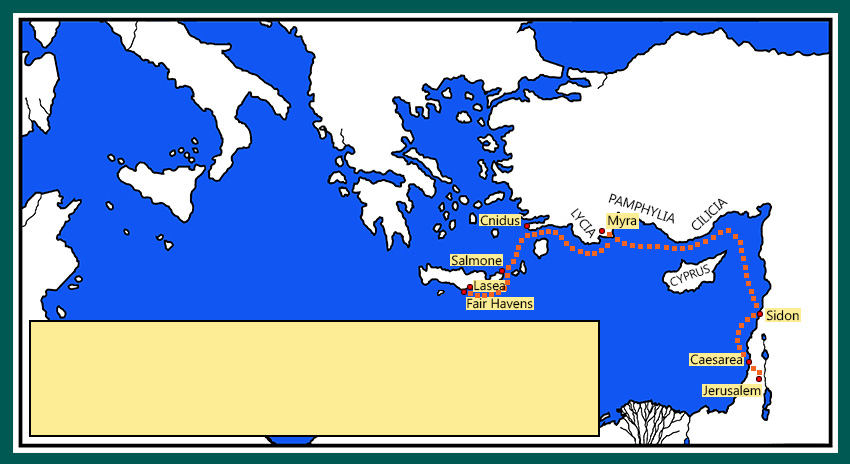 PAMPHYLIA
CILICIA
LYCIA
Myra
Cnidus
Salmone
CYPRUS
Lasea
Fair Havens
Sidon
Caesarea
Jerusalem